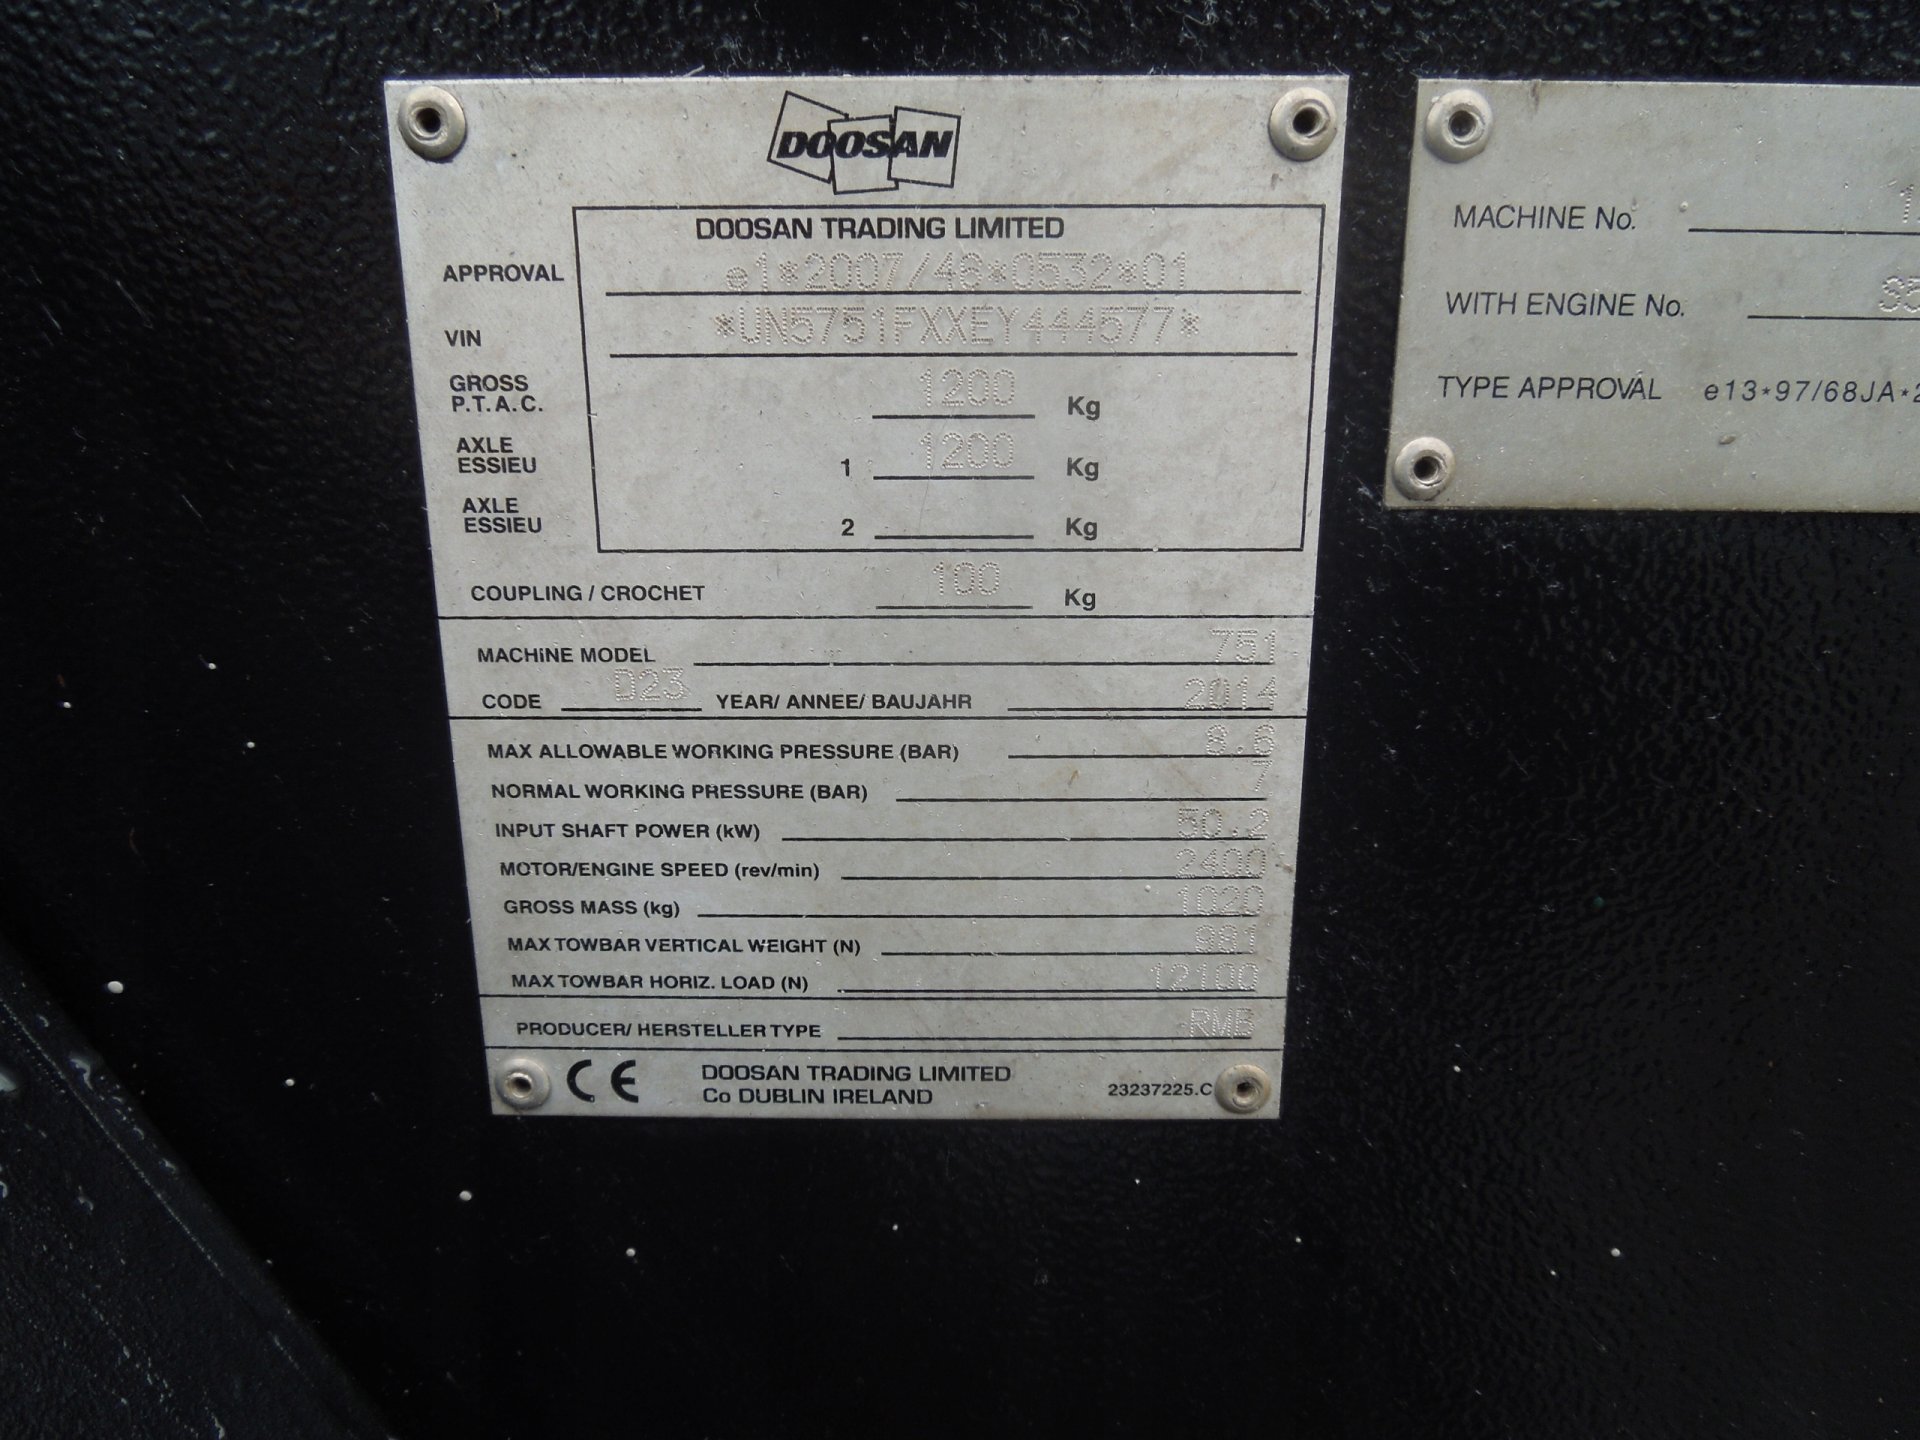 DOOSAN
DOOSAN TRADING LIMITED
APPROVAL e1*2007/46*0532*01
VIN *UN5751FXXEY444577*
GROSS P.T.A.C. 1200 Kg
AXLE ESSIEU 1 1200 Kg
AXLE ESSIEU 2 Kg
COUPLING / CROCHET 100 Kg
MACHINE MODEL 751
CODE D23 YEAR/ ANNEE/ BAUJAHR 2014
MAX ALLOWABLE WORKING PRESSURE (BAR) 8.6
NORMAL WORKING PRESSURE (BAR) 7
INPUT SHAFT POWER (kW) 50.2
MOTOR/ENGINE SPEED (rev/min) 2400
GROSS MASS (kg) 1020
MAX TOWBAR VERTICAL WEIGHT (N) 981
MAX TOWBAR HORIZ. LOAD (N) 12100
PRODUCER/ HERSTELLER TYPE RMB
CE DOOSAN TRADING LIMITED
Co DUBLIN IRELAND 23237225.C
MACHINE No. 1
WITH ENGINE No. S5
TYPE APPROVAL e13*97/68JA*2